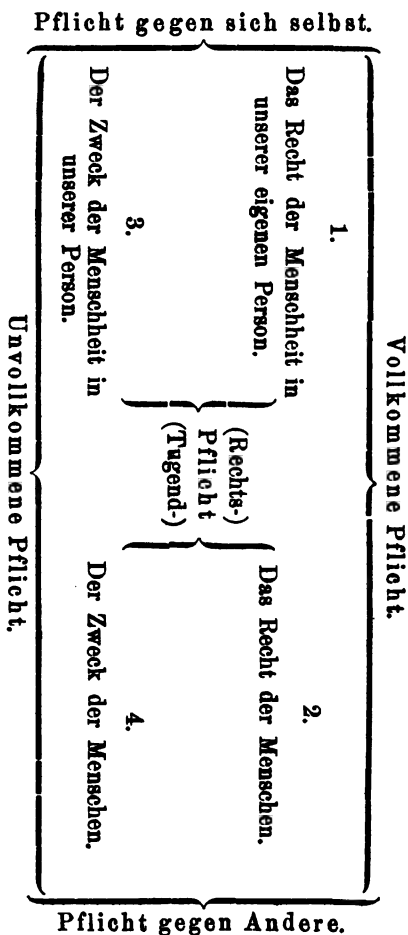 Pflicht gegen sich selbst.
Vollkommene Pflicht.
1.
Das Recht der Menschheit in
unserer eigenen Person.
2.
Das Recht der Menschen.
(Rechts-)
Pflicht
(Tugend-)
3.
Der Zweck der Menschheit in
unserer Person.
4.
Der Zweck der Menschen.
Unvollkommene Pflicht.
Pflicht gegen Andere.